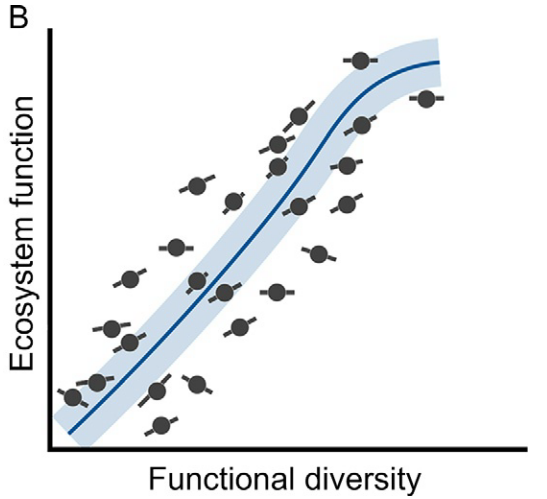 B
Ecosystem function
Functional diversity